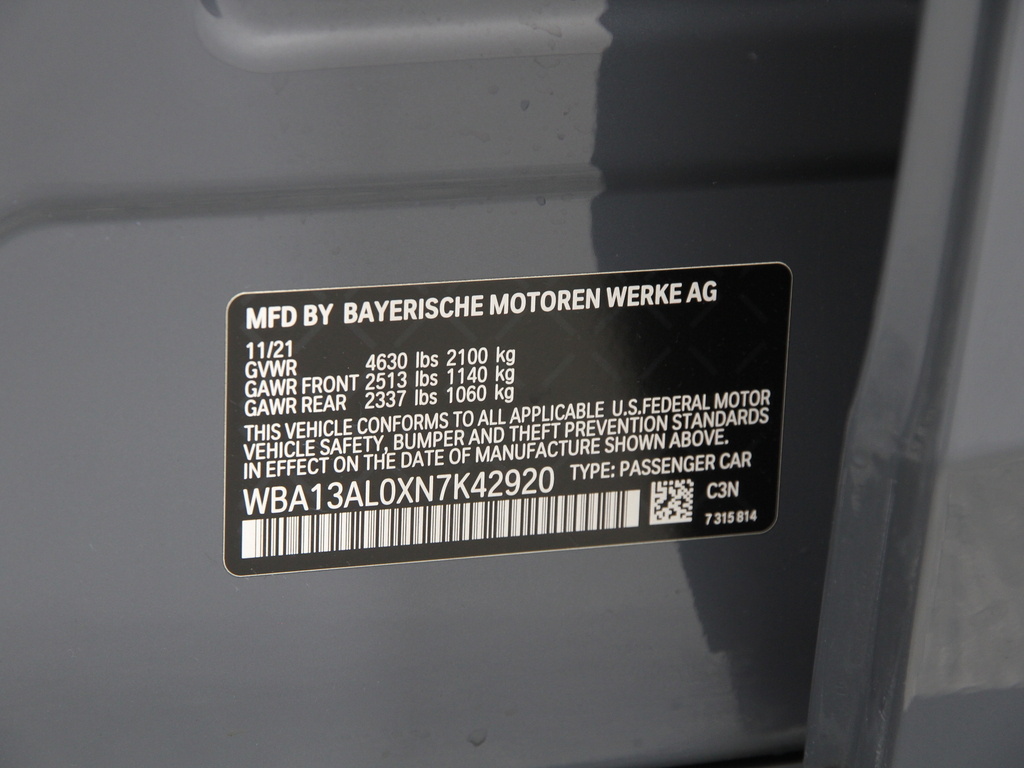 MFD BY BAYERISCHE MOTOREN WERKE AG
11/21
GVWR 4630 lbs 2100 kg
GAWR FRONT 2513 lbs 1140 kg
GAWR REAR 2337 lbs 1060 kg
THIS VEHICLE CONFORMS TO ALL APPLICABLE U.S.FEDERAL MOTOR
VEHICLE SAFETY, BUMPER AND THEFT PREVENTION STANDARDS
IN EFFECT ON THE DATE OF MANUFACTURE SHOWN ABOVE.
WBA13AL0XN7K42920 TYPE: PASSENGER CAR
C3N
7 315 814